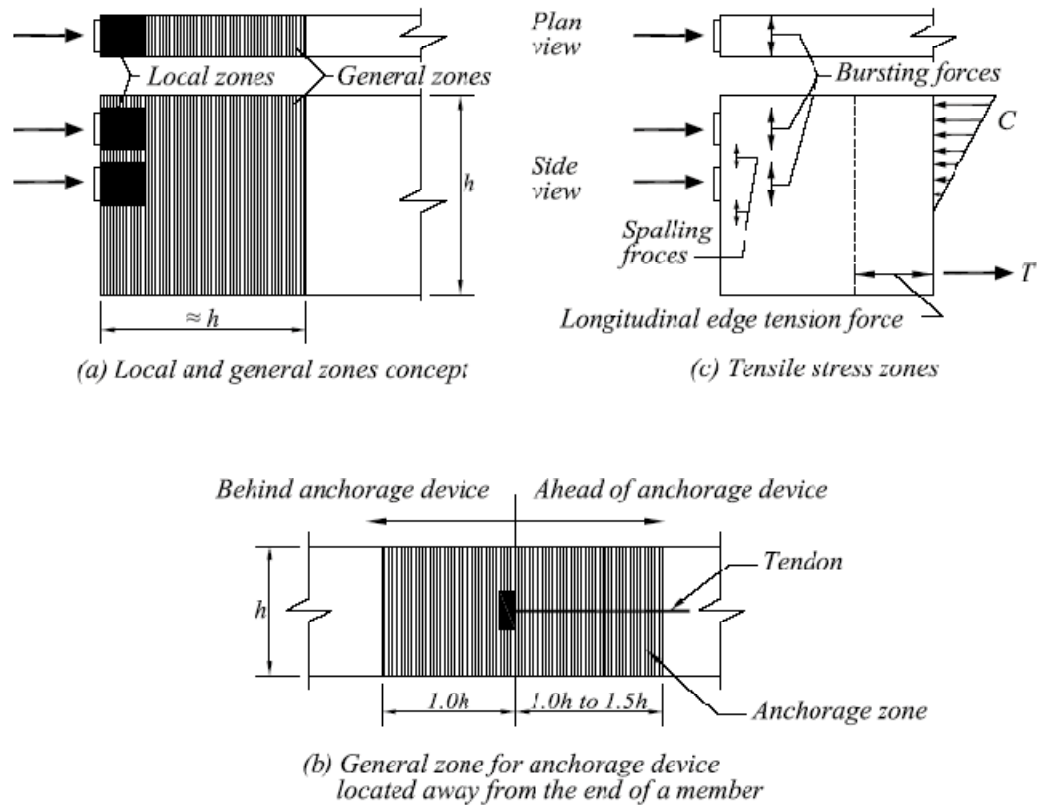 Plan
view
Local zones
General zones
Side
view
h
≈ h
(a) Local and general zones concept
Bursting forces
C
Spalling
froces
T
Longitudinal edge tension force
(c) Tensile stress zones
Behind anchorage device
Ahead of anchorage device
Tendon
h
1.0h
1.0h to 1.5h
Anchorage zone
(b) General zone for anchorage device
located away from the end of a member